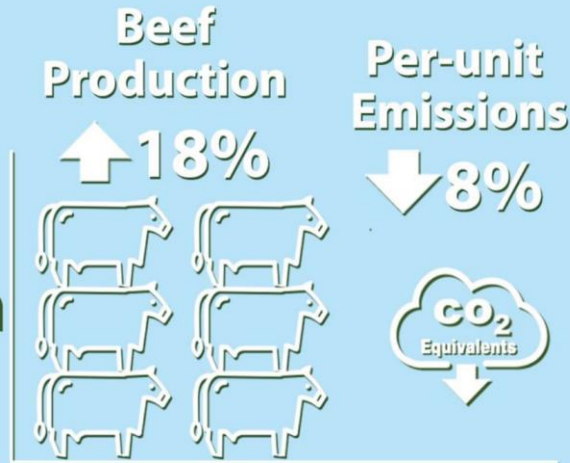 Beef
Production
18%
Per-unit
Emissions
8%
CO₂
Equivalents